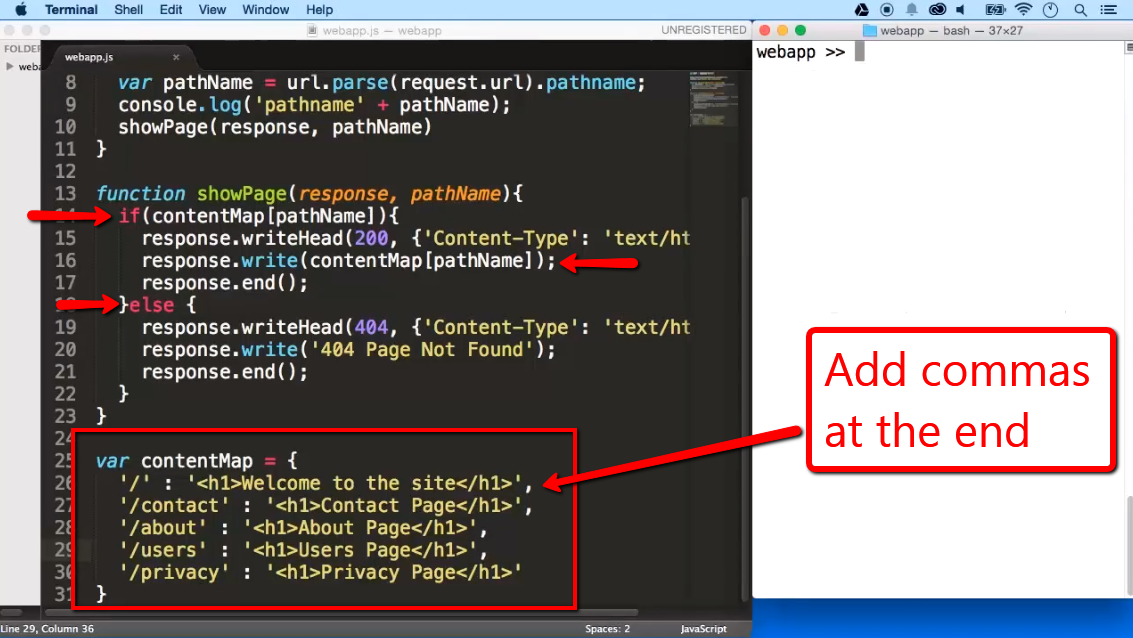 Terminal Shell Edit View Window Help
webapp.js — webapp
UNREGISTERED
webapp — bash — 37×27
FOLDER
webapp.js
webapp >>
weba
8 var pathName = url.parse(request.url).pathname;
9 console.log('pathname' + pathName);
10 showPage(response, pathName)
11 }
12
13 function showPage(response, pathName){
14 if(contentMap[pathName]){
15 response.writeHead(200, {'Content-Type': 'text/ht
16 response.write(contentMap[pathName]);
17 response.end();
18 }else {
19 response.writeHead(404, {'Content-Type': 'text/ht
20 response.write('404 Page Not Found');
21 response.end();
22 }
23 }
24
25 var contentMap = {
26 '/' : '<h1>Welcome to the site</h1>',
27 '/contact' : '<h1>Contact Page</h1>',
28 '/about' : '<h1>About Page</h1>',
29 '/users' : '<h1>Users Page</h1>',
30 '/privacy' : '<h1>Privacy Page</h1>'
31 }
Add commas
at the end
Line 29, Column 36
Spaces: 2
JavaScript